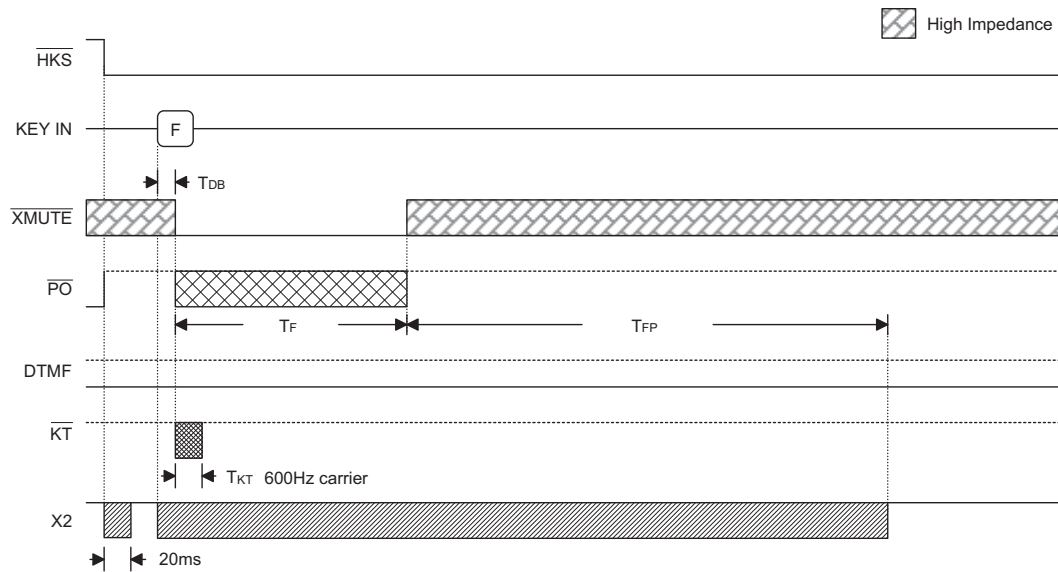 High Impedance
HKS
KEY IN
F
TDB
XMUTE
PO
TF
TFP
DTMF
KT
TKT 600Hz carrier
X2
20ms